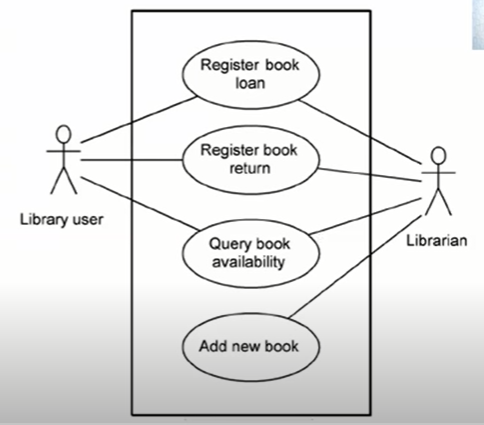 Register book
loan
Register book
return
Library user
Query book
availability
Librarian
Add new book